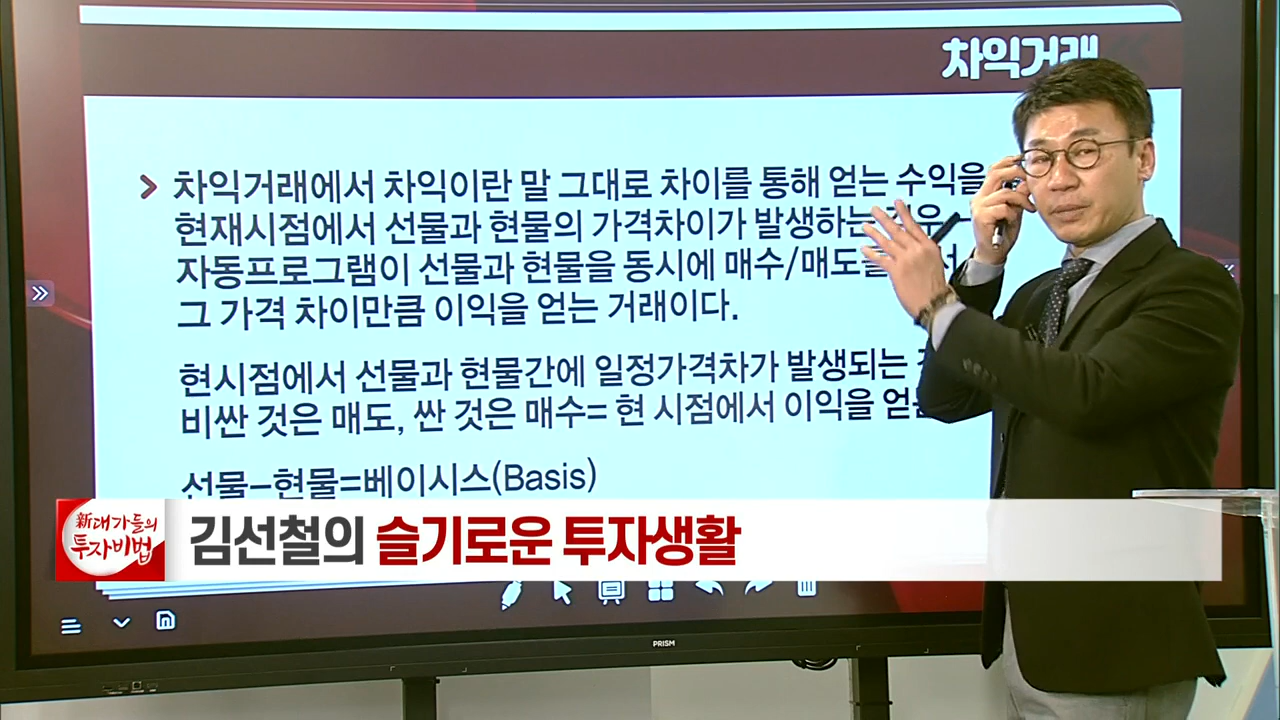 차익거래
차익거래에서 차익이란 말 그대로 차이를 통해 얻는 수익을
현재시점에서 선물과 현물의 가격차이가 발생하는
자동프로그램이 선물과 현물을 동시에 매수/매도를
그 가격 차이만큼 이익을 얻는 거래이다.
현시점에서 선물과 현물간에 일정가격차가 발생되는
비싼 것은 매도, 싼 것은 매수= 현 시점에서 이익을
선물-현물=베이시스(Basis)
新대가들의
투자비법
김선철의 슬기로운 투자생활
PRISM